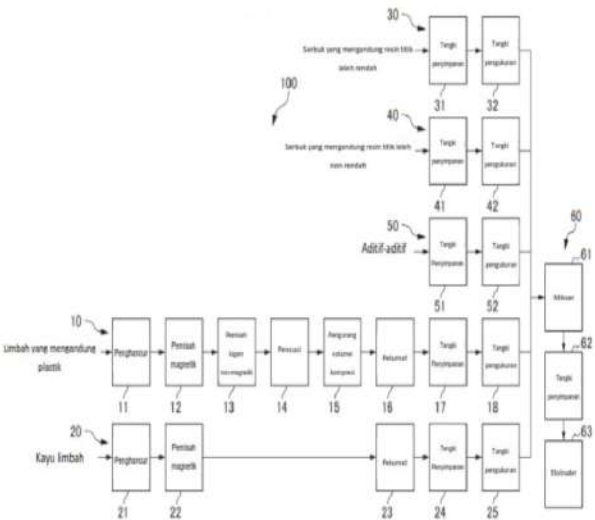 30
Serbuk yang mengandung resin titik
leleh rendah
Tangki
penyimpanan
Tangki
pengukuran
31
32
100
40
Serbuk yang mengandung resin titik leleh
non-rendah
Tangki
penyimpanan
Tangki
pengukuran
41
42
50
Aditif-aditif
Tangki
Penyimpanan
Tangki
pengukuran
51
52
60
61
Mikser
10
Limbah yang mengandung
plastik
Penghancur
Pemisah
magnetik
Pemisah
logam
non-magnetik
Pencuci
Pengurang
volume
kompresi
Pelumat
Tangki
Penyimpanan
Tangki
pengukuran
11
12
13
14
15
16
17
18
62
Tangki
penyimpanan
20
Kayu limbah
Penghancur
Pemisah
magnetik
Pelumat
Tangki
Penyimpanan
Tangki
pengukuran
21
22
23
24
25
63
Ekstruder